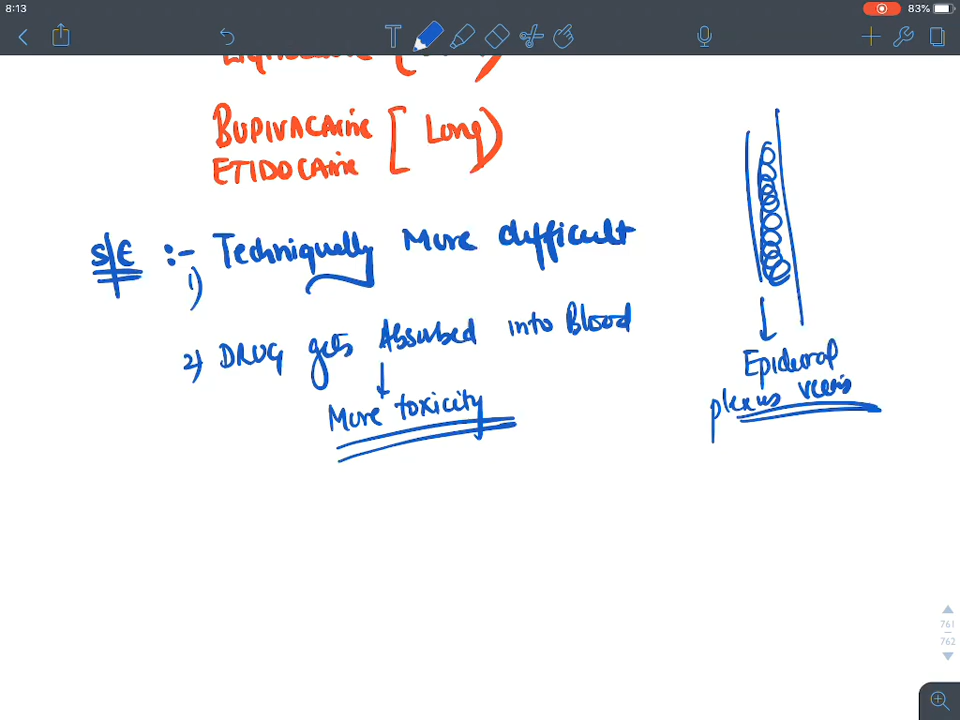 8:13
83%
BUPIVACAine [ Long )
ETIDOCAine
S/E :- Techniqually More difficult
1)
2) DRUG gets Absorbed into Blood
More toxicity
Epidural
plexus veins
761
762